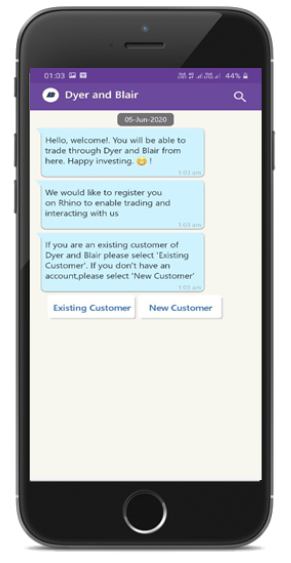 01:03 44%
Dyer and Blair
05-Jun-2020
Hello, welcome!. You will be able to
trade through Dyer and Blair from
here. Happy investing. 😊 !
1:03 am
We would like to register you
on Rhino to enable trading and
interacting with us
1:03 am
If you are an existing customer of
Dyer and Blair please select 'Existing
Customer'. If you don't have an
account,please select 'New Customer'
1:03 am
Existing Customer New Customer